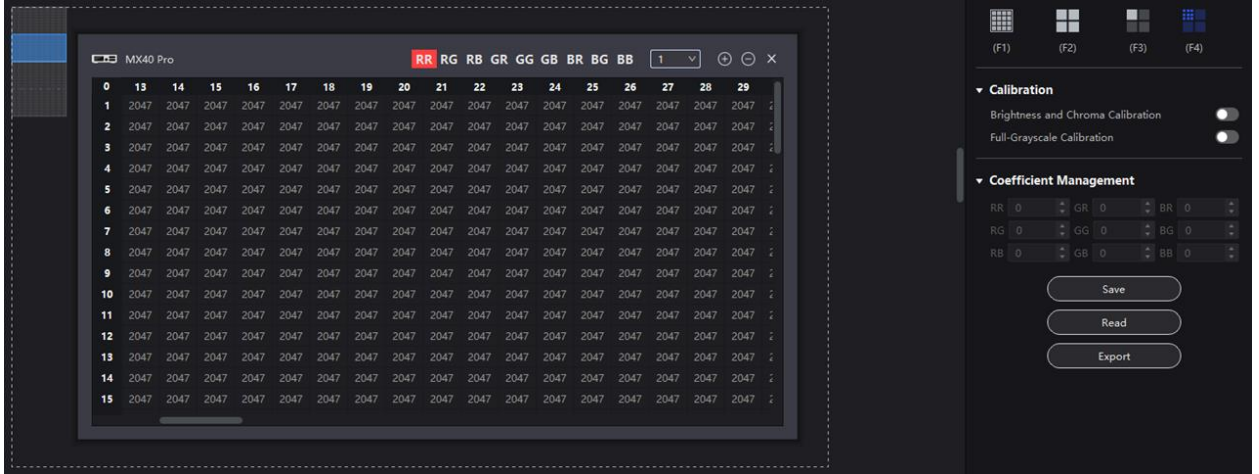 MX40 Pro RR RG RB GR GG GB BR BG BB 1
0 13 14 15 16 17 18 19 20 21 22 23 24 25 26 27 28 29
1 2047 2047 2047 2047 2047 2047 2047 2047 2047 2047 2047 2047 2047 2047 2047 2047 2047 2
2 2047 2047 2047 2047 2047 2047 2047 2047 2047 2047 2047 2047 2047 2047 2047 2047 2047 2
3 2047 2047 2047 2047 2047 2047 2047 2047 2047 2047 2047 2047 2047 2047 2047 2047 2047 2
4 2047 2047 2047 2047 2047 2047 2047 2047 2047 2047 2047 2047 2047 2047 2047 2047 2047 2
5 2047 2047 2047 2047 2047 2047 2047 2047 2047 2047 2047 2047 2047 2047 2047 2047 2047 2
6 2047 2047 2047 2047 2047 2047 2047 2047 2047 2047 2047 2047 2047 2047 2047 2047 2047 2
7 2047 2047 2047 2047 2047 2047 2047 2047 2047 2047 2047 2047 2047 2047 2047 2047 2047 2
8 2047 2047 2047 2047 2047 2047 2047 2047 2047 2047 2047 2047 2047 2047 2047 2047 2047 2
9 2047 2047 2047 2047 2047 2047 2047 2047 2047 2047 2047 2047 2047 2047 2047 2047 2047 2
10 2047 2047 2047 2047 2047 2047 2047 2047 2047 2047 2047 2047 2047 2047 2047 2047 2047 2
11 2047 2047 2047 2047 2047 2047 2047 2047 2047 2047 2047 2047 2047 2047 2047 2047 2047 2
12 2047 2047 2047 2047 2047 2047 2047 2047 2047 2047 2047 2047 2047 2047 2047 2047 2047 2
13 2047 2047 2047 2047 2047 2047 2047 2047 2047 2047 2047 2047 2047 2047 2047 2047 2047 2
14 2047 2047 2047 2047 2047 2047 2047 2047 2047 2047 2047 2047 2047 2047 2047 2047 2047 2
15 2047 2047 2047 2047 2047 2047 2047 2047 2047 2047 2047 2047 2047 2047 2047 2047 2047 2
(F1) (F2) (F3) (F4)
Calibration
Brightness and Chroma Calibration
Full-Grayscale Calibration
Coefficient Management
RR 0 GR 0 BR 0
RG 0 GG 0 BG 0
RB 0 GB 0 BB 0
Save
Read
Export